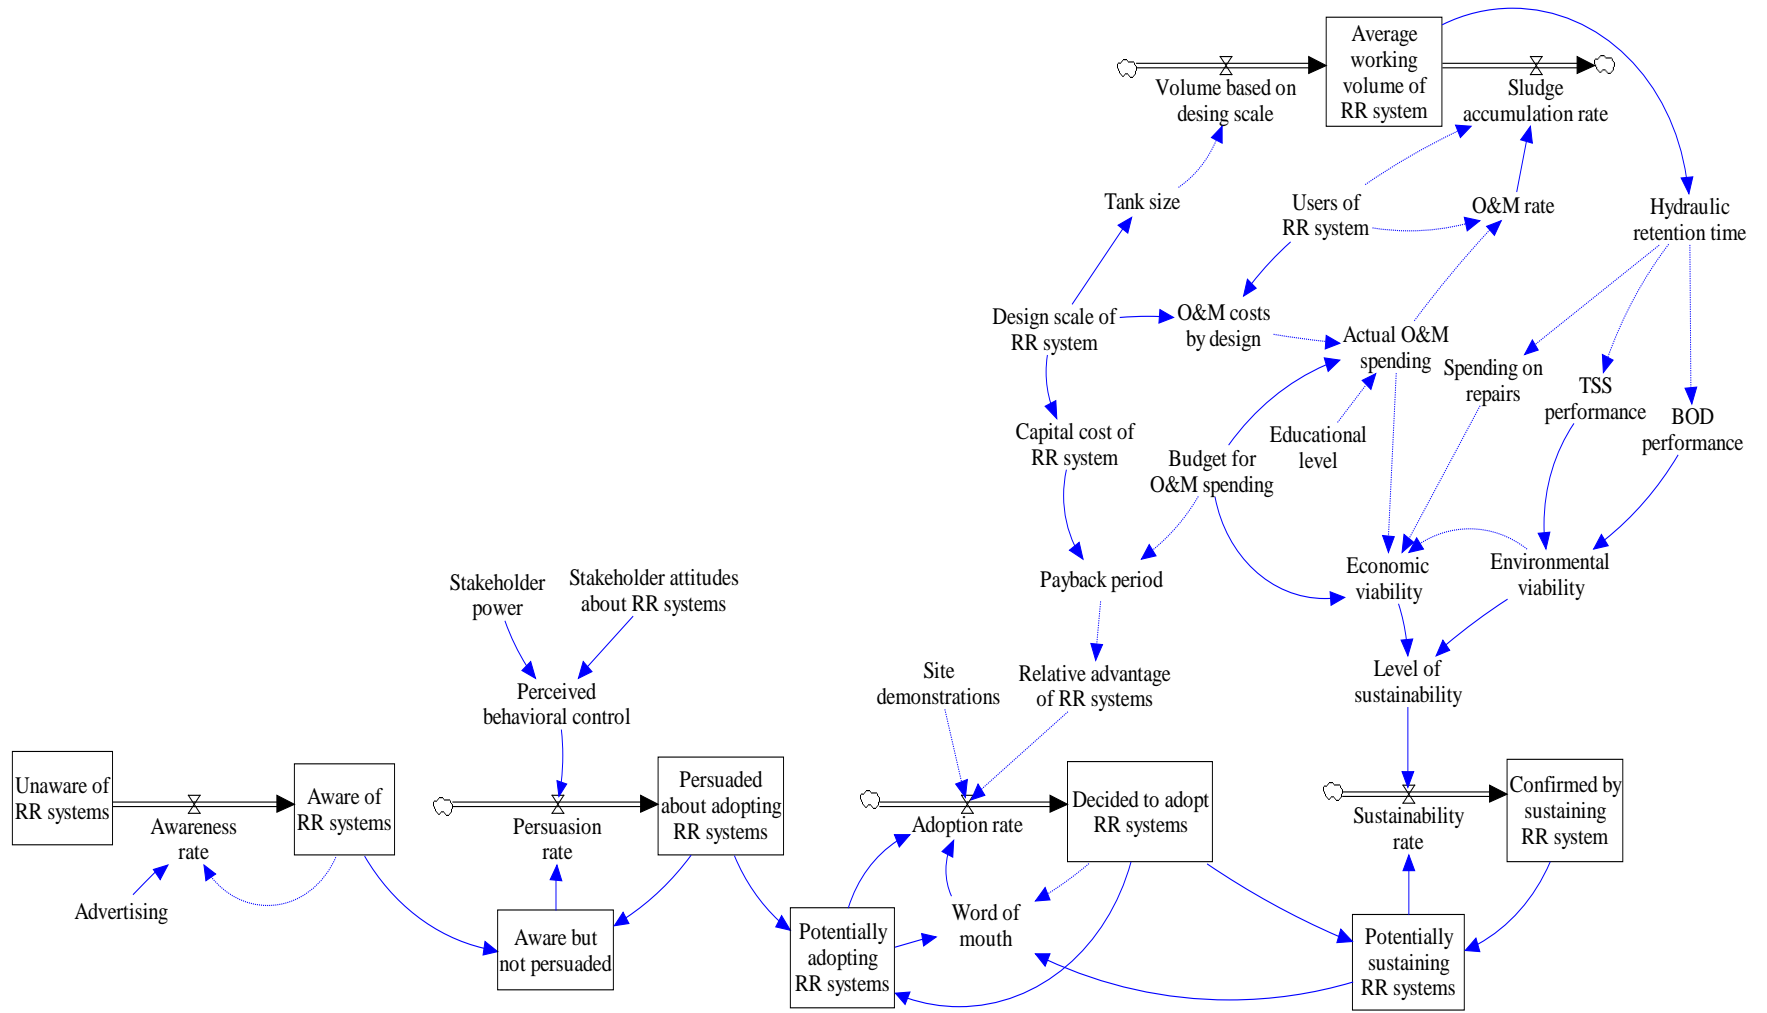 Average
working
volume of
RR system
Volume based on
desing scale
Sludge
accumulation rate
Tank size
Users of
RR system
O&M rate
Hydraulic
retention time
Design scale of
RR system
O&M costs
by design
Actual O&M
spending
Spending on
repairs
TSS
performance
BOD
performance
Capital cost of
RR system
Educational
level
Budget for
O&M spending
Payback period
Economic
viability
Environmental
viability
Stakeholder
power
Stakeholder attitudes
about RR systems
Perceived
behavioral control
Site
demonstrations
Relative advantage
of RR systems
Level of
sustainability
Unaware of
RR systems
Awareness
rate
Aware of
RR systems
Persuasion
rate
Persuaded
about adopting
RR systems
Adoption rate
Decided to adopt
RR systems
Sustainability
rate
Confirmed by
sustaining
RR system
Advertising
Aware but
not persuaded
Potentially
adopting
RR systems
Word of
mouth
Potentially
sustaining
RR systems